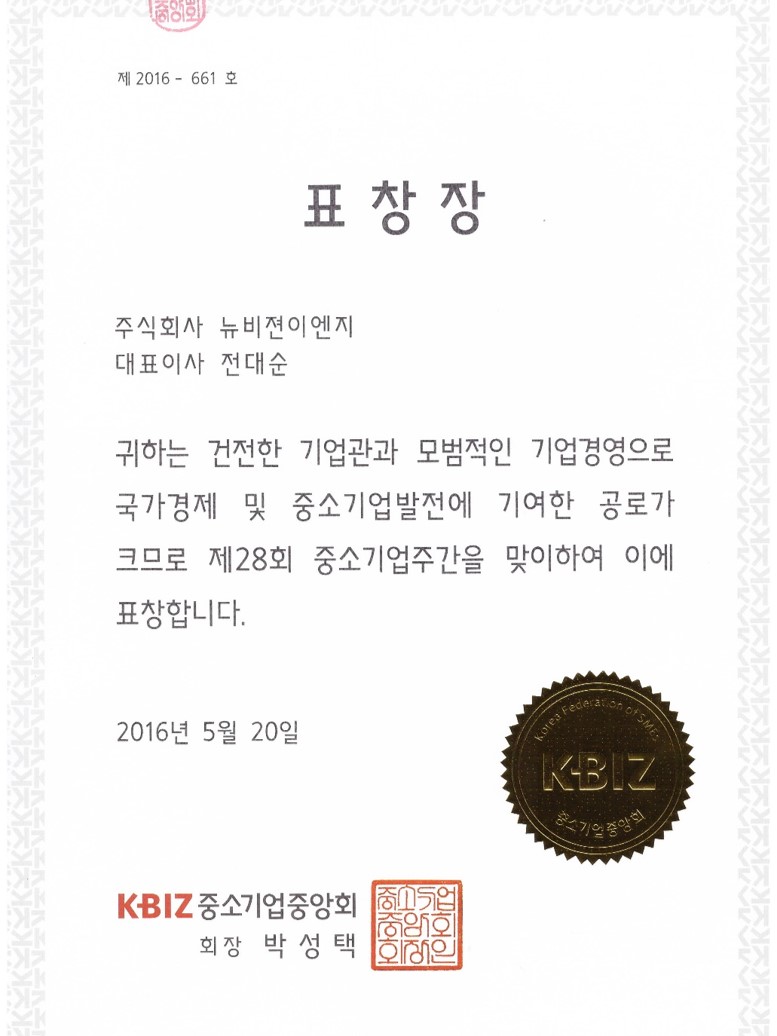 중앙회
제 2016 - 661 호
표 창 장
주식회사 뉴비젼이엔지
대표이사 전대순
귀하는 건전한 기업관과 모범적인 기업경영으로
국가경제 및 중소기업발전에 기여한 공로가
크므로 제28회 중소기업주간을 맞이하여 이에
표창합니다.
2016년 5월 20일
Korea Federation of SMEs
K-BIZ
중소기업중앙회
K-BIZ 중소기업중앙회
회장 박 성 택
중소기업
중앙회
회장인